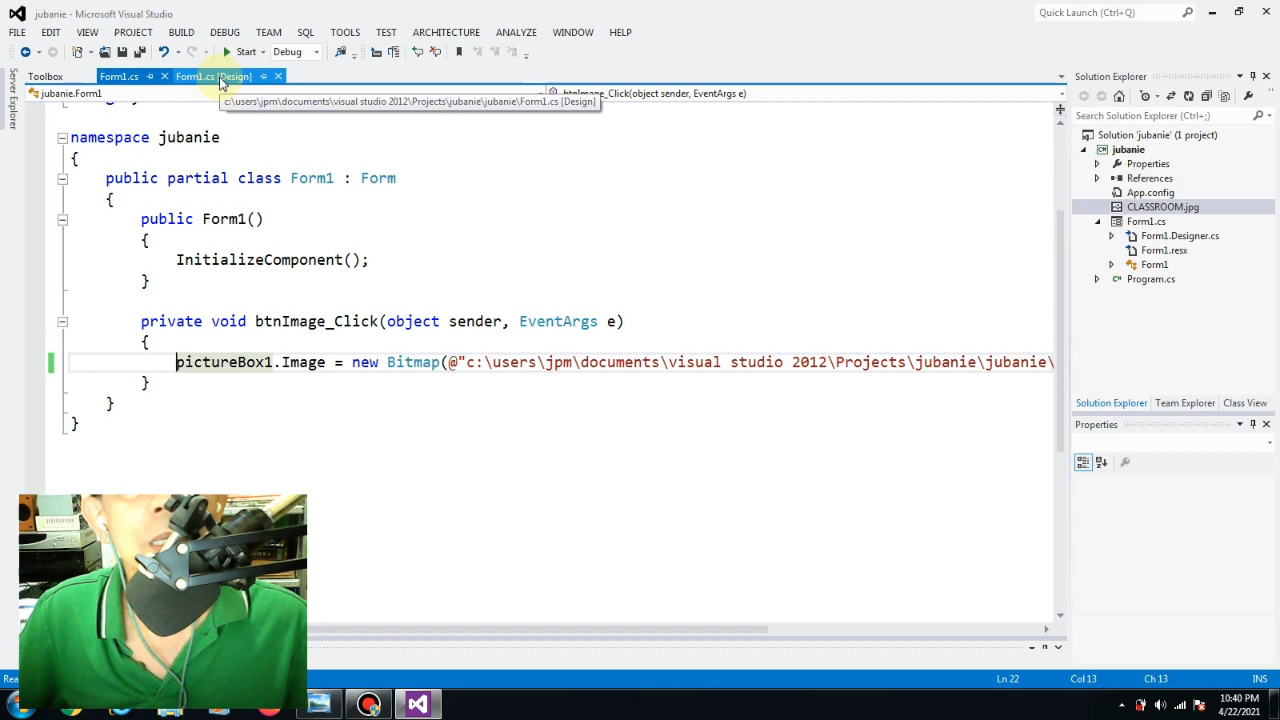 jubanie - Microsoft Visual Studio
Quick Launch (Ctrl+Q)
FILE EDIT VIEW PROJECT BUILD DEBUG TEAM SQL TOOLS TEST ARCHITECTURE ANALYZE WINDOW HELP
Start Debug
Server Explorer
Toolbox
Form1.cs
Form1.cs [Design]
jubanie.Form1
btnImage_Click(object sender, EventArgs e)
c:\users\jpm\documents\visual studio 2012\Projects\jubanie\jubanie\Form1.cs [Design]
namespace jubanie
{
public partial class Form1 : Form
{
public Form1()
{
InitializeComponent();
}
private void btnImage_Click(object sender, EventArgs e)
{
pictureBox1.Image = new Bitmap(@"c:\users\jpm\documents\visual studio 2012\Projects\jubanie\jubanie\
}
}
}
Solution Explorer
Search Solution Explorer (Ctrl+;)
Solution 'jubanie' (1 project)
jubanie
Properties
References
App.config
CLASSROOM.jpg
Form1.cs
Form1.Designer.cs
Form1.resx
Form1
Program.cs
Solution Explorer Team Explorer Class View
Properties
Ln 22 Col 13 Ch 13 INS
10:40 PM
4/22/2021